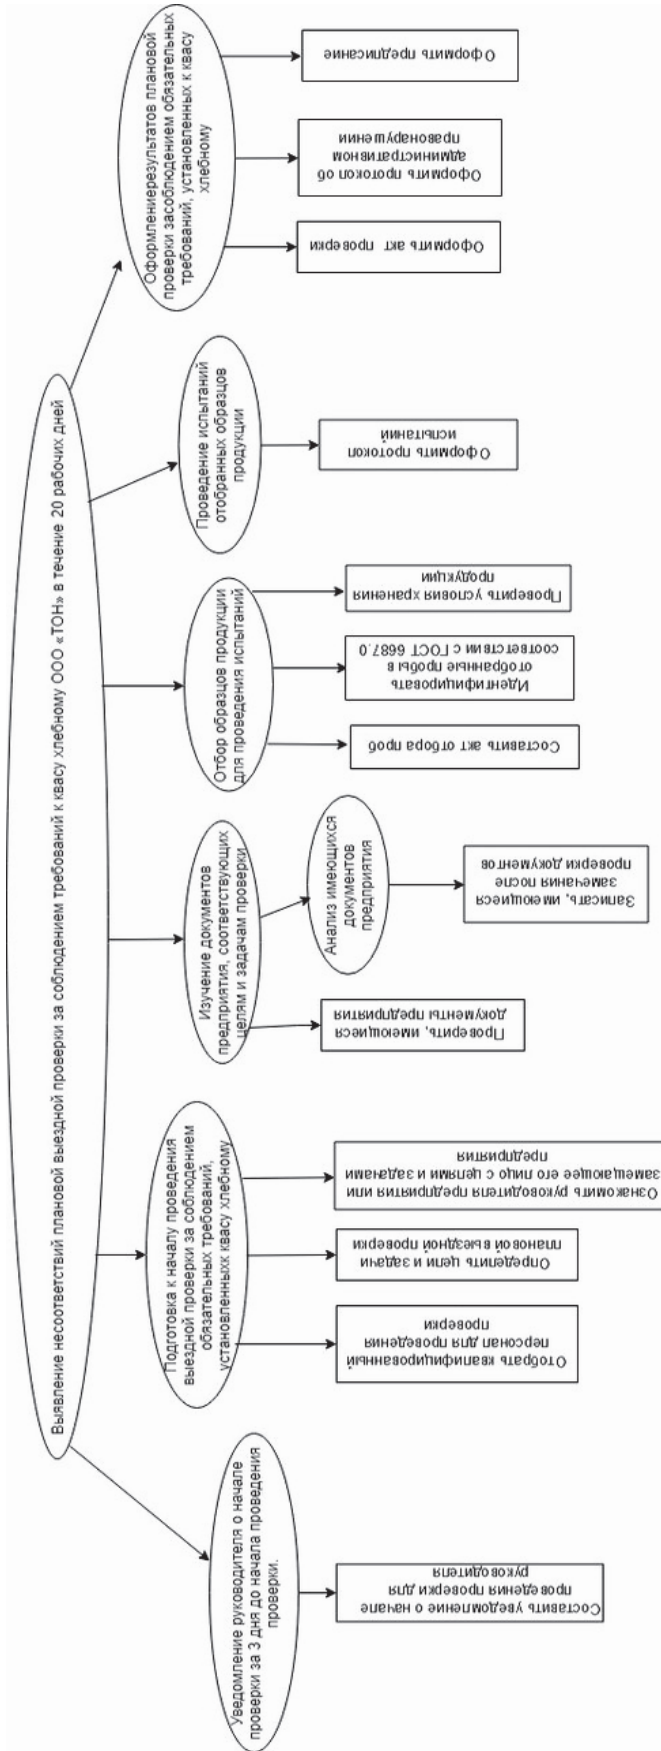 Выявление несоответствий плановой выездной проверки за соблюдением требований к квасу хлебному ООО «ТОН» в течение 20 рабочих дней
Уведомление руководителя о начале
проверки за 3 дня до начала проведения
проверки.
Составить уведомление о начале
проведения проверки для
руководителя
Подготовка к началу проведения
выездной проверки за соблюдением
обязательных требований,
установленныхк квасу хлебному
Отобрать квалифицированный
персонал для проведения
проверки
Определить цели и задачи
плановой выездной проверки
Ознакомить руководителя предприятия или
замещающее его лицо с целями и задачами
предприятия
Изучение документов
предприятия, соответствующих
целям и задачам проверки
Проверить, имеющиеся
документы предприятия
Анализ имеющихся
документов
предприятия
Записать, имеющиеся
замечания после
проверки документов
Отбор образцов продукции
для проведения испытаний
Составить акт отбора проб
Идентифицировать
отобранные пробы в
соответствии с ГОСТ 6687.0
Проверить условия хранения
продукции
Проведение испытаний
отобранных образцов
продукции
Оформить протокол
испытаний
Оформлениерезультатов плановой
проверки засоблюдением обязательных
требований, установленных к квасу
хлебному
Оформить акт проверки
Оформить протокол об
административном
правонарушении
Оформить предписание